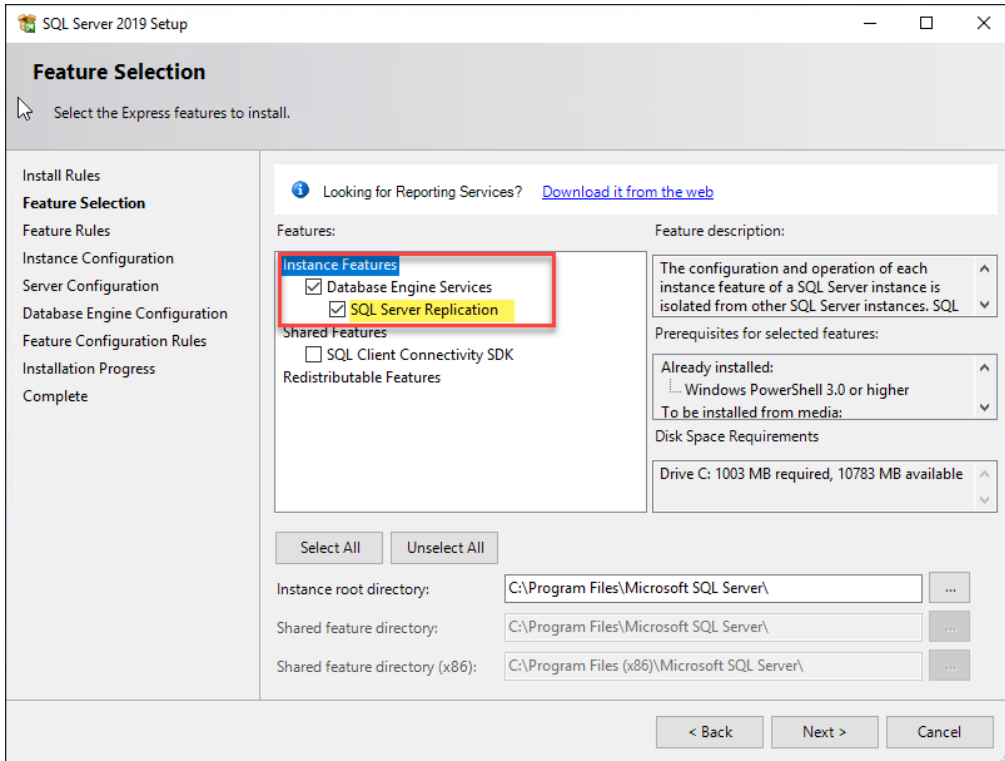 SQL Server 2019 Setup
Feature Selection
Select the Express features to install.
Install Rules
Feature Selection
Feature Rules
Instance Configuration
Server Configuration
Database Engine Configuration
Feature Configuration Rules
Installation Progress
Complete
Looking for Reporting Services? Download it from the web
Features:
Instance Features
Database Engine Services
SQL Server Replication
Shared Features
SQL Client Connectivity SDK
Redistributable Features
Feature description:
The configuration and operation of each
instance feature of a SQL Server instance is
isolated from other SQL Server instances. SQL
Prerequisites for selected features:
Already installed:
Windows PowerShell 3.0 or higher
To be installed from media:
Disk Space Requirements
Drive C: 1003 MB required, 10783 MB available
Select All
Unselect All
Instance root directory:
C:\Program Files\Microsoft SQL Server\
...
Shared feature directory:
C:\Program Files\Microsoft SQL Server\
...
Shared feature directory (x86):
C:\Program Files (x86)\Microsoft SQL Server\
...
< Back
Next >
Cancel